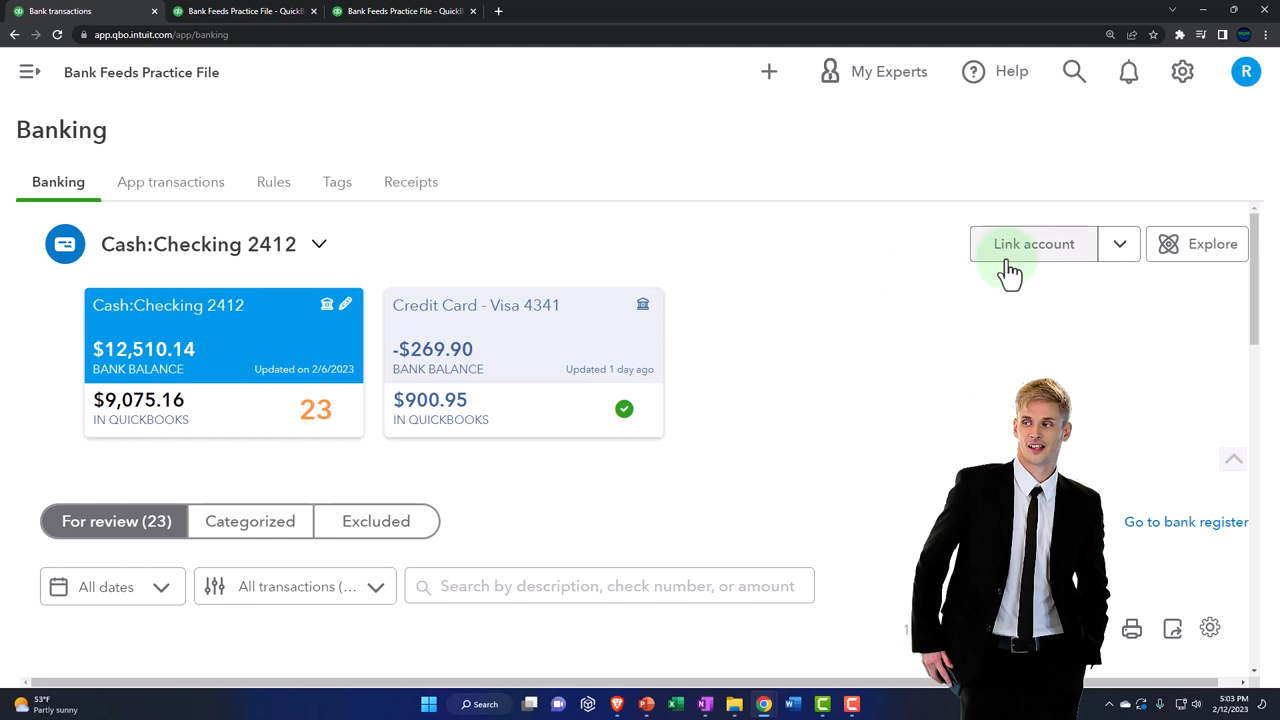 Bank transactions
Bank Feeds Practice File - QuickB
Bank Feeds Practice File - QuickB
app.qbo.intuit.com/app/banking
Bank Feeds Practice File
My Experts
Help
R
Banking
Banking
App transactions
Rules
Tags
Receipts
Cash:Checking 2412
Link account
Explore
Cash:Checking 2412
$12,510.14
BANK BALANCE
Updated on 2/6/2023
$9,075.16
IN QUICKBOOKS
23
Credit Card - Visa 4341
-$269.90
BANK BALANCE
Updated 1 day ago
$900.95
IN QUICKBOOKS
For review (23)
Categorized
Excluded
Go to bank register
All dates
All transactions (...
Search by description, check number, or amount
1
53°F
Partly sunny
Search
5:03 PM
2/12/2023